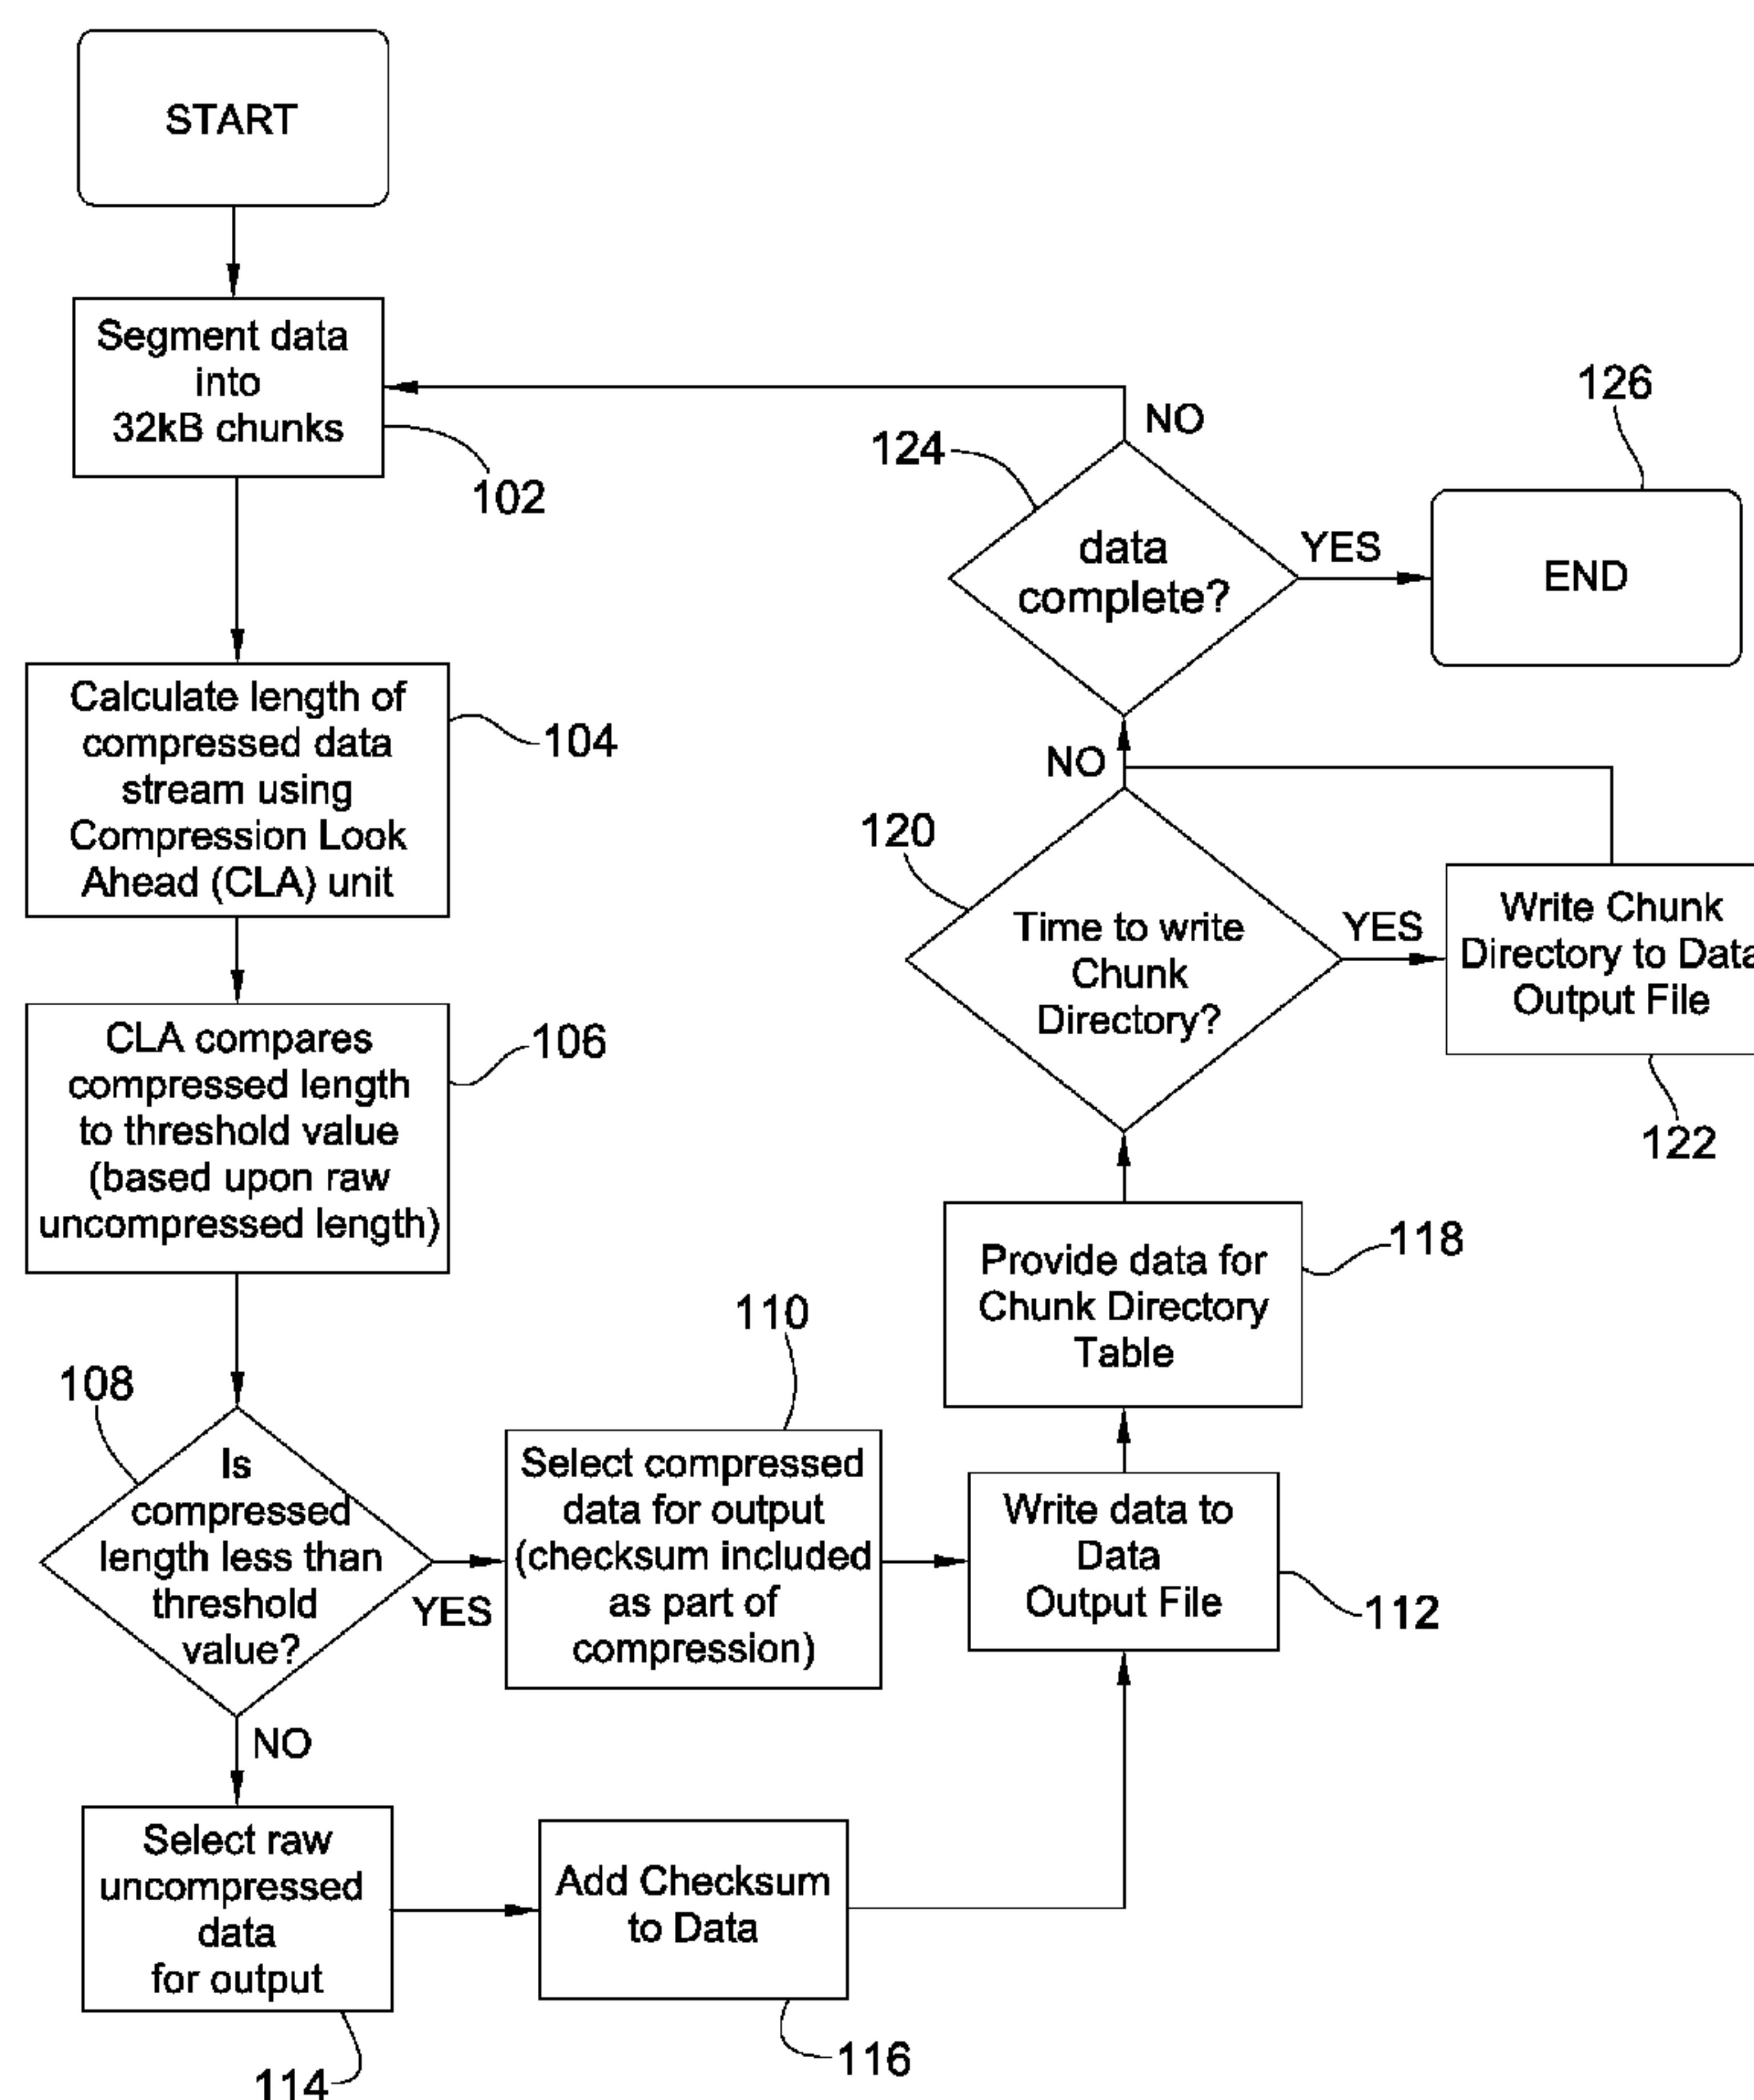 START
Segment data
into
32kB chunks
102
Calculate length of
compressed data
stream using
Compression Look
Ahead (CLA) unit
104
CLA compares
compressed length
to threshold value
(based upon raw
uncompressed length)
106
108
Is
compressed
length less than
threshold
value?
YES
NO
110
Select compressed
data for output
(checksum included
as part of
compression)
Write data to
Data
Output File
112
Select raw
uncompressed
data
for output
114
Add Checksum
to Data
116
Provide data for
Chunk Directory
Table
118
120
Time to write
Chunk
Directory?
YES
NO
Write Chunk
Directory to Data
Output File
122
124
data
complete?
NO
YES
126
END